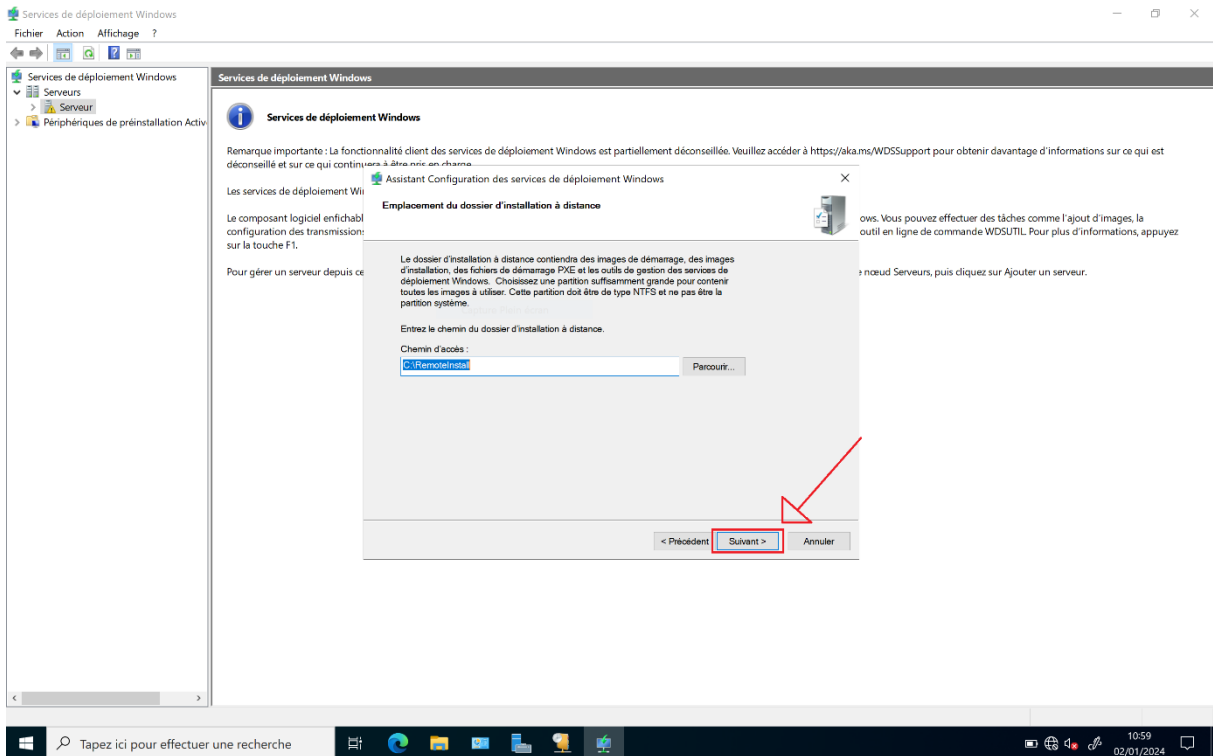 Services de déploiement Windows
Fichier Action Affichage ?
Services de déploiement Windows
Serveurs
Serveur
Périphériques de préinstallation Activ
Services de déploiement Windows
Services de déploiement Windows
Remarque importante : La fonctionnalité client des services de déploiement Windows est partiellement déconseillée. Veuillez accéder à https://aka.ms/WDSSupport pour obtenir davantage d'informations sur ce qui est
déconseillé et sur ce qui continuera à être pris en charge
Les services de déploiement Wi
Le composant logiciel enfichabl
configuration des transmissions
sur la touche F1.
Pour gérer un serveur depuis ce
ows. Vous pouvez effectuer des tâches comme l'ajout d'images, la
outil en ligne de commande WDSUTIL. Pour plus d'informations, appuyez
e nœud Serveurs, puis cliquez sur Ajouter un serveur.
Assistant Configuration des services de déploiement Windows
Emplacement du dossier d'installation à distance
Le dossier d'installation à distance contiendra des images de démarrage, des images
d'installation, des fichiers de démarrage PXE et les outils de gestion des services de
déploiement Windows. Choisissez une partition suffisamment grande pour contenir
toutes les images à utiliser. Cette partition doit être de type NTFS et ne pas être la
partition système.
Entrez le chemin du dossier d'installation à distance.
Chemin d'accès :
C:\RemoteInstall
Parcourir...
< Précédent
Suivant >
Annuler
Tapez ici pour effectuer une recherche
10:59
02/01/2024